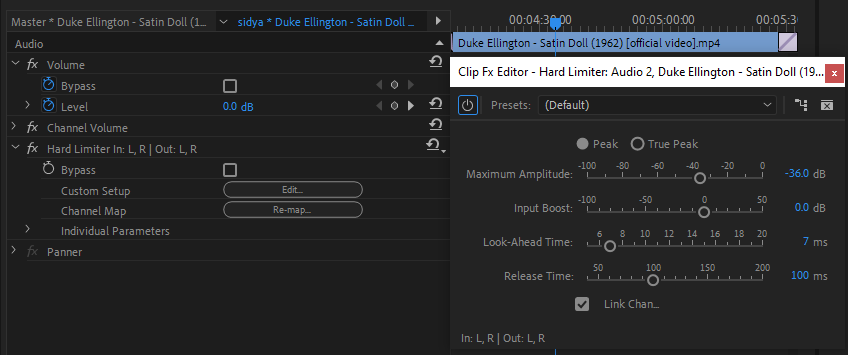 Master * Duke Ellington - Satin Doll (1... sidya * Duke Ellington - Satin Doll ...
Audio
fx Volume
Bypass
Level 0.0 dB
fx Channel Volume
fx Hard Limiter In: L, R | Out: L, R
Bypass
Custom Setup Edit...
Channel Map Re-map...
Individual Parameters
fx Panner
00:04:30:00 00:05:00:00 00:05:30
Duke Ellington - Satin Doll (1962) [official video].mp4
Clip Fx Editor - Hard Limiter: Audio 2, Duke Ellington - Satin Doll (19... x
Presets: (Default)
Peak True Peak
-100 -80 -60 -40 -20 0
Maximum Amplitude: -36.0 dB
-100 -50 0 50
Input Boost: 0.0 dB
6 8 10 12 14 16 18 20
Look-Ahead Time: 7 ms
50 100 150 200
Release Time: 100 ms
Link Chan...
In: L, R | Out: L, R